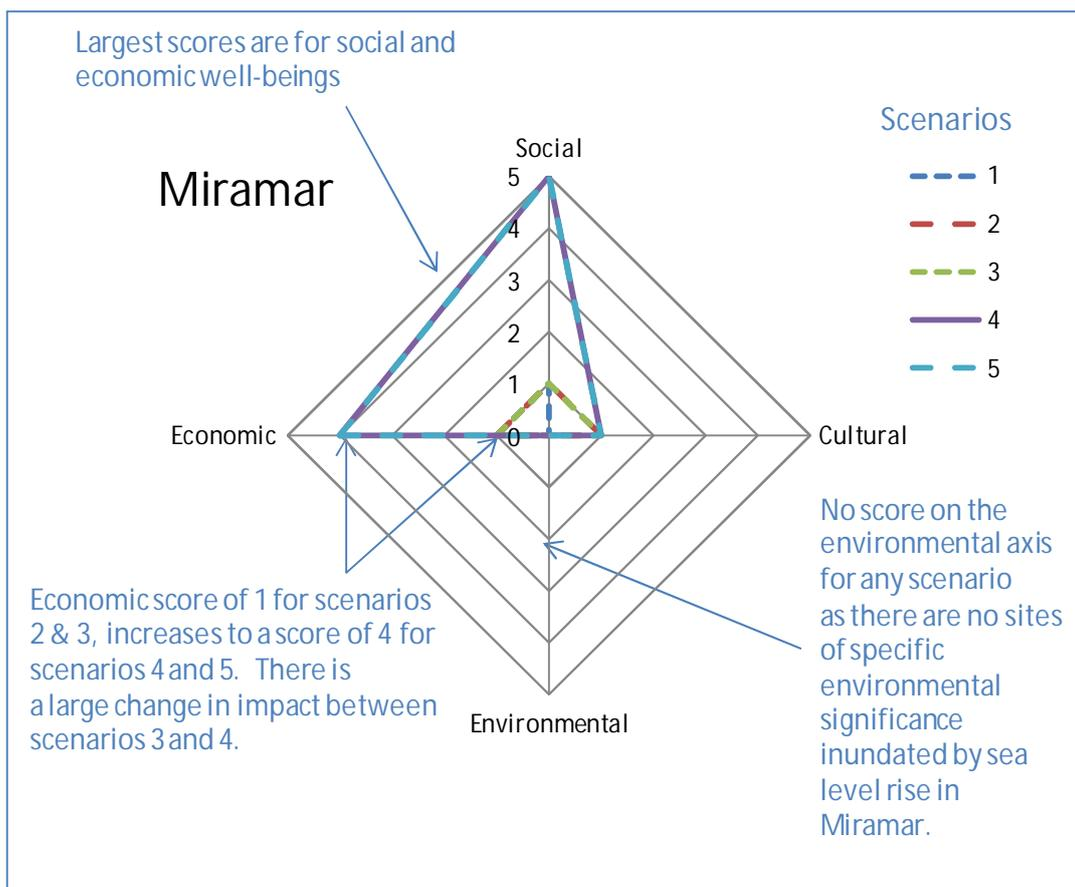 Largest scores are for social and
economic well-beings
Miramar
Scenarios
1
2
3
4
5
Social
5
4
3
2
1
0
Economic
Cultural
Environmental
Economic score of 1 for scenarios
2 & 3, increases to a score of 4 for
scenarios 4 and 5. There is
a large change in impact between
scenarios 3 and 4.
No score on the
environmental axis
for any scenario
as there are no sites
of specific
environmental
significance
inundated by sea
level rise in
Miramar.